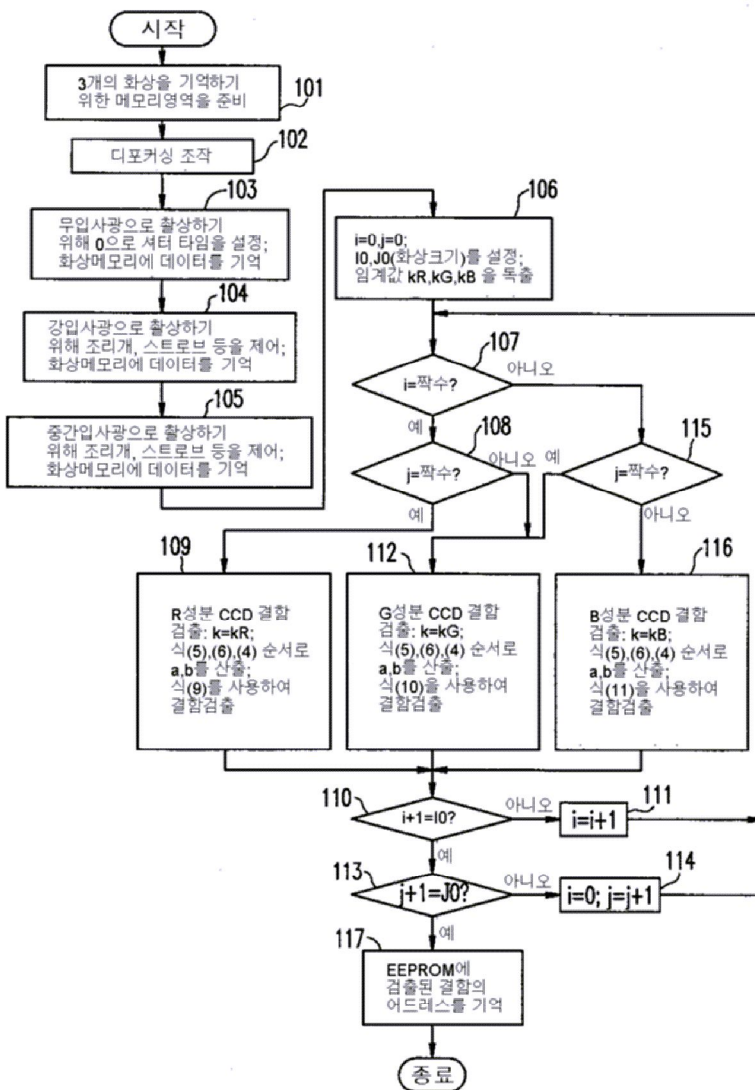 시작
3개의 화상을 기억하기
위한 메모리영역을 준비
101
디포커싱 조작
102
103
무입사광으로 촬상하기
위해 0으로 셔터 타임을 설정;
화상메모리에 데이터를 기억
104
강입사광으로 촬상하기
위해 조리개, 스트로브 등을 제어;
화상메모리에 데이터를 기억
105
중간입사광으로 촬상하기
위해 조리개, 스트로브 등을 제어;
화상메모리에 데이터를 기억
106
i=0,j=0;
I0,J0(화상크기)를 설정;
임계값 kR,kG,kB 을 독출
107
i=짝수?
아니오
예
108
j=짝수?
아니오
예
115
j=짝수?
예
아니오
109
R성분 CCD 결함
검출: k=kR;
식(5),(6),(4) 순서로
a,b를 산출;
식(9)를 사용하여
결함검출
112
G성분 CCD 결함
검출: k=kG;
식(5),(6),(4) 순서로
a,b를 산출;
식(10)을 사용하여
결함검출
116
B성분 CCD 결함
검출: k=kB;
식(5),(6),(4) 순서로
a,b를 산출;
식(11)을 사용하여
결함검출
110
i+1=I0?
아니오
111
i=i+1
예
113
j+1=J0?
아니오
114
i=0; j=j+1
예
117
EEPROM에
검출된 결함의
어드레스를 기억
종료